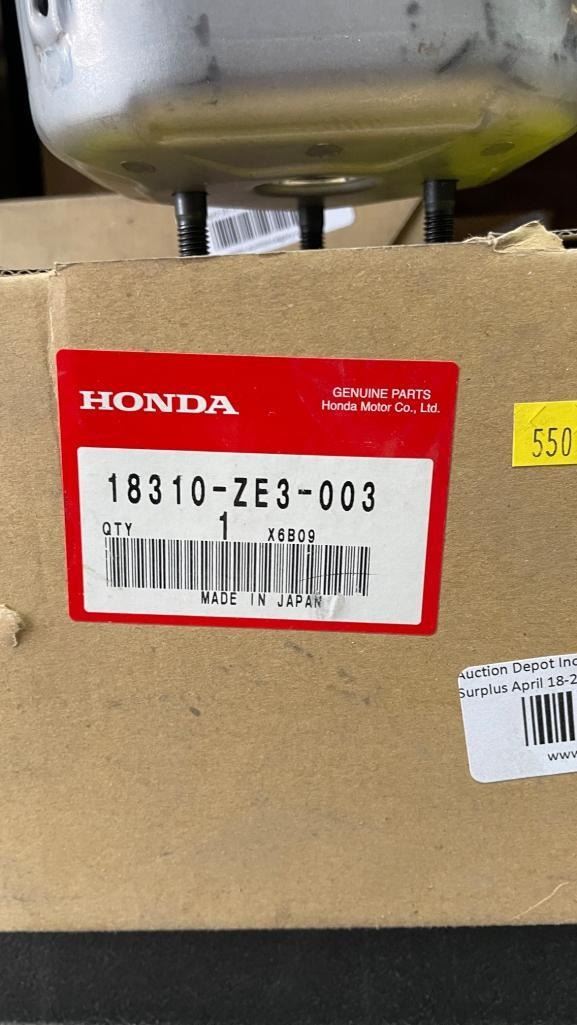 HONDA
GENUINE PARTS
Honda Motor Co., Ltd.
18310-ZE3-003
QTY 1 X6B09
MADE IN JAPAN
550
Auction Depot Inc
Surplus April 18-2
www